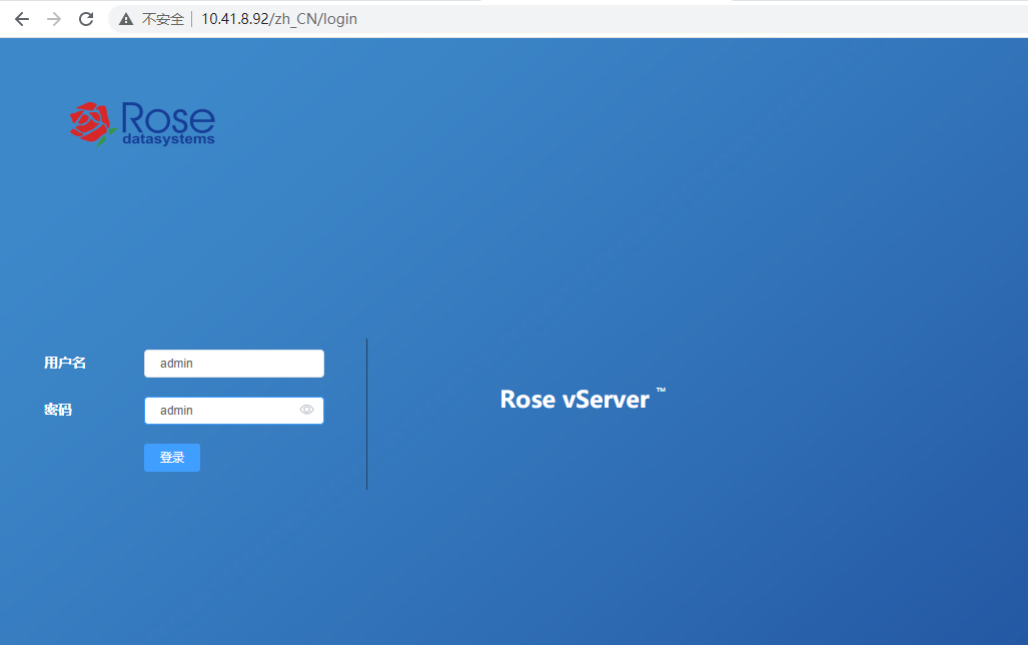 不安全 10.41.8.92/zh_CN/login
Rose
datasystems
用户名 admin
密码 admin
登录
Rose vServer ™